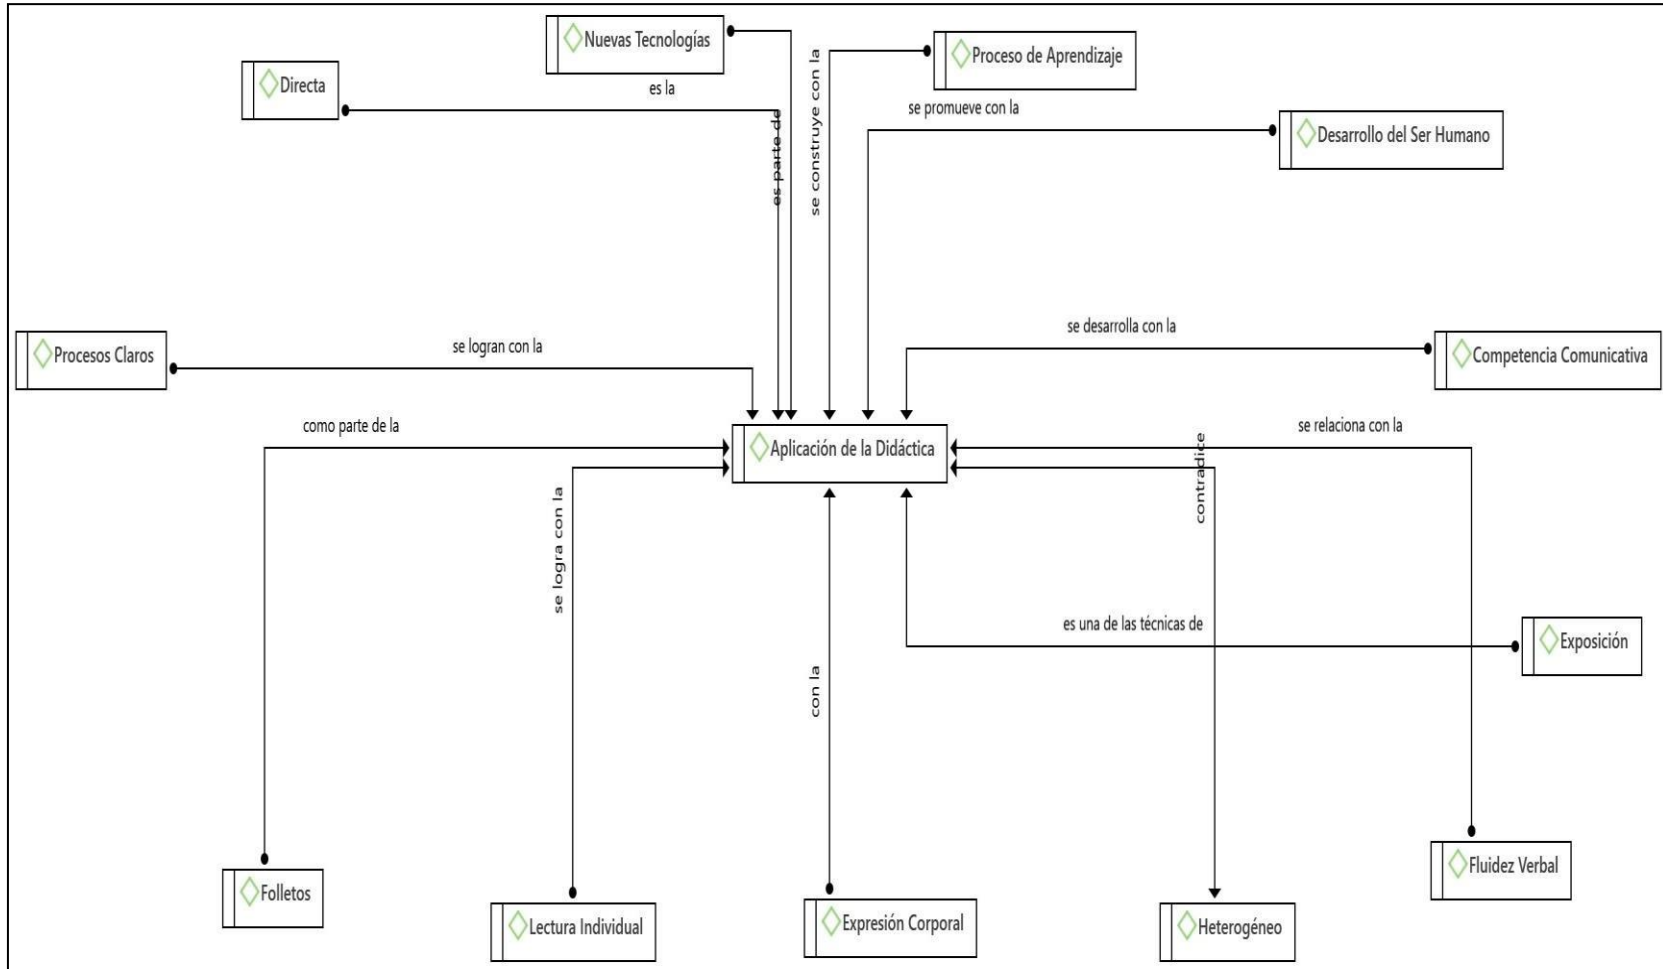 Nuevas Tecnologías
Proceso de Aprendizaje
Directa
es la
se construye con la
es parte de
se promueve con la
Desarrollo del Ser Humano
Procesos Claros
se logran con la
se desarrolla con la
Competencia Comunicativa
como parte de la
Aplicación de la Didáctica
se relaciona con la
contradice
se logra con la
es una de las técnicas de
Exposición
con la
Fluidez Verbal
Folletos
Lectura Individual
Expresión Corporal
Heterogéneo